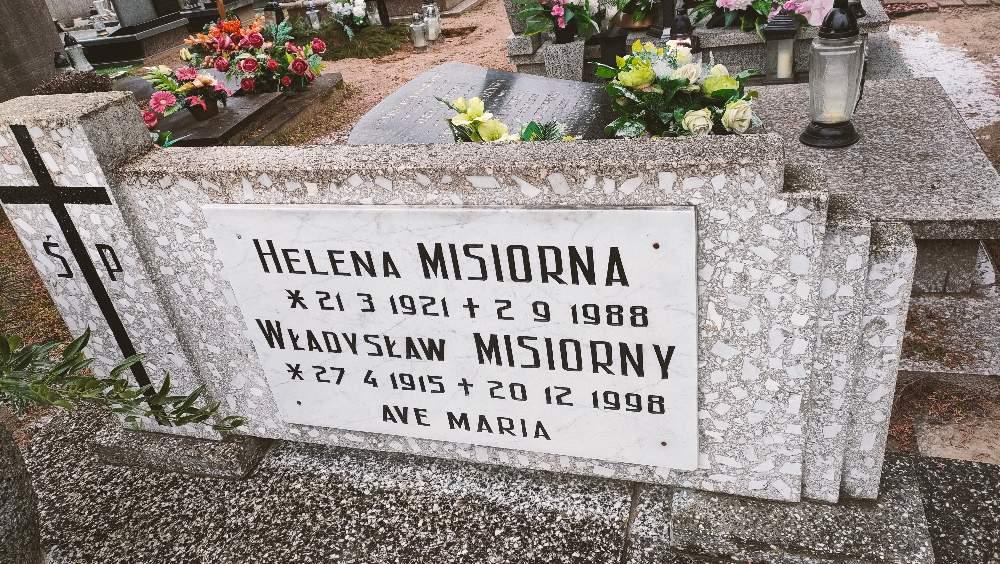 Ś P
HELENA MISIORNA
* 21 3 1921 + 2 9 1988
WŁADYSŁAW MISIORNY
* 27 4 1915 + 20 12 1998
AVE MARIA